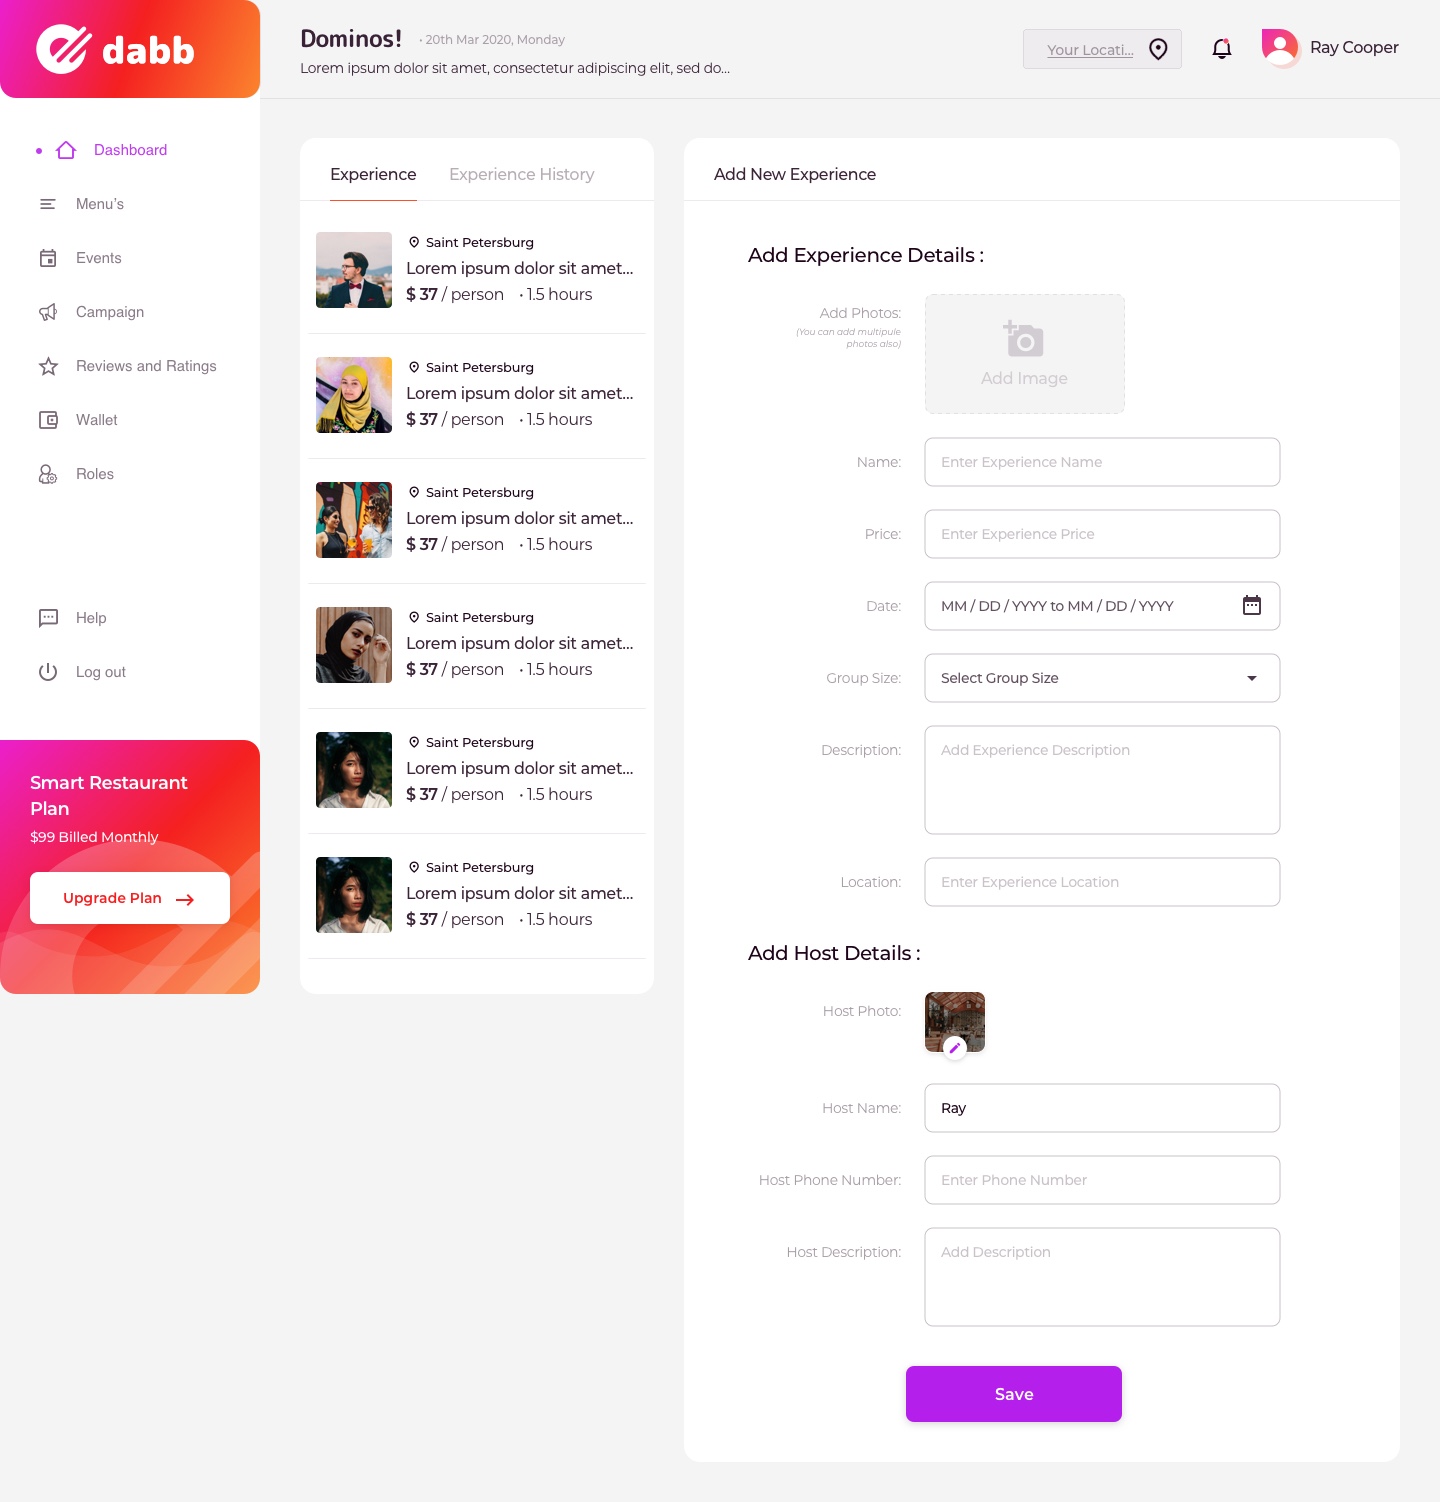 dabb
Dominos!
• 20th Mar 2020, Monday
Lorem ipsum dolor sit amet, consectetur adipiscing elit, sed do...
Your Locati...
Ray Cooper
Dashboard
Menu's
Events
Campaign
Reviews and Ratings
Wallet
Roles
Help
Log out
Smart Restaurant
Plan
$99 Billed Monthly
Upgrade Plan
Experience
Experience History
Saint Petersburg
Lorem ipsum dolor sit amet...
$ 37 / person • 1.5 hours
Saint Petersburg
Lorem ipsum dolor sit amet...
$ 37 / person • 1.5 hours
Saint Petersburg
Lorem ipsum dolor sit amet...
$ 37 / person • 1.5 hours
Saint Petersburg
Lorem ipsum dolor sit amet...
$ 37 / person • 1.5 hours
Saint Petersburg
Lorem ipsum dolor sit amet...
$ 37 / person • 1.5 hours
Saint Petersburg
Lorem ipsum dolor sit amet...
$ 37 / person • 1.5 hours
Add New Experience
Add Experience Details :
Add Photos:
(You can add multipule
photos also)
Add Image
Name:
Enter Experience Name
Price:
Enter Experience Price
Date:
MM / DD / YYYY to MM / DD / YYYY
Group Size:
Select Group Size
Description:
Add Experience Description
Location:
Enter Experience Location
Add Host Details :
Host Photo:
Host Name:
Ray
Host Phone Number:
Enter Phone Number
Host Description:
Add Description
Save